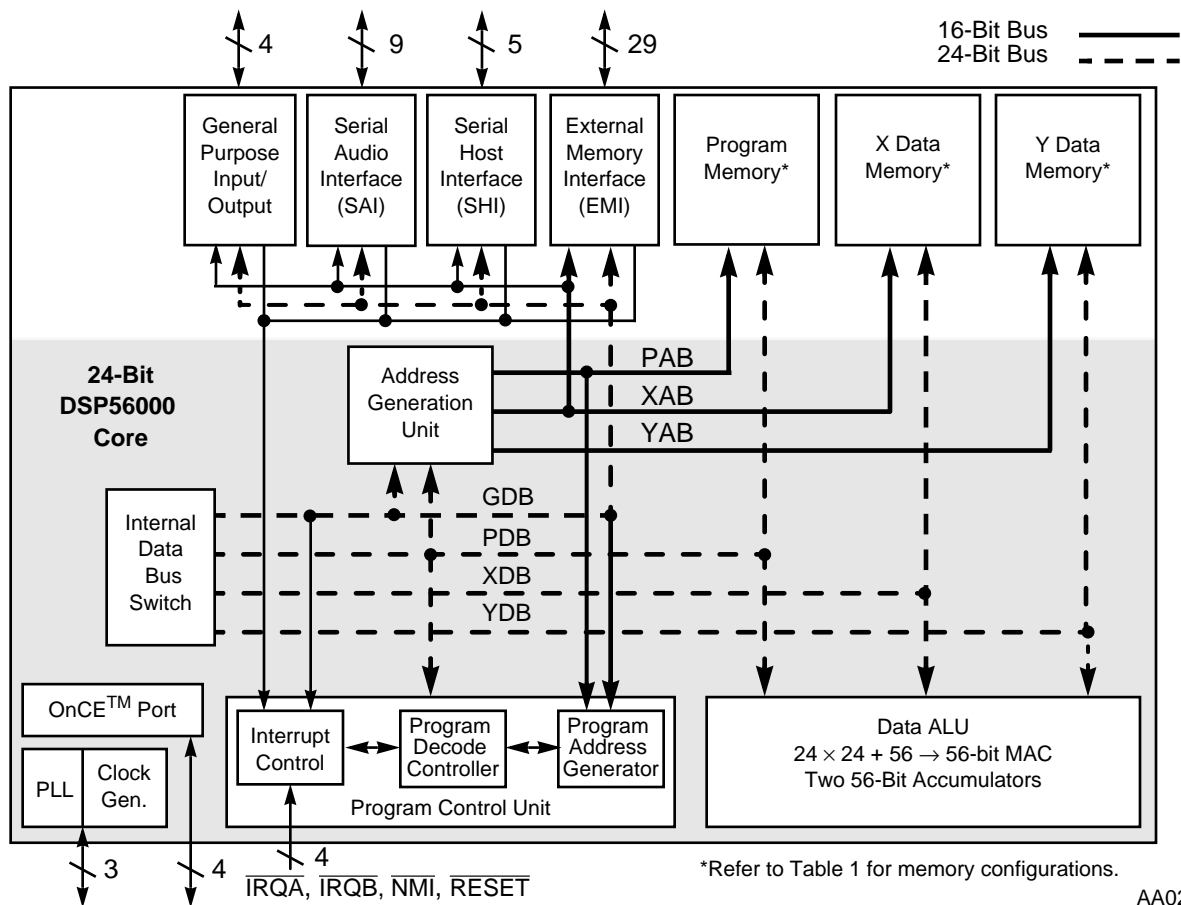 4
9
5
29
16-Bit Bus
24-Bit Bus
General
Purpose
Input/
Output
Serial
Audio
Interface
(SAI)
Serial
Host
Interface
(SHI)
External
Memory
Interface
(EMI)
Program
Memory*
X Data
Memory*
Y Data
Memory*
24-Bit
DSP56000
Core
Address
Generation
Unit
PAB
XAB
YAB
Internal
Data
Bus
Switch
GDB
PDB
XDB
YDB
OnCE™ Port
PLL
Clock
Gen.
Interrupt
Control
Program
Decode
Controller
Program
Address
Generator
Program Control Unit
Data ALU
24 × 24 + 56 → 56-bit MAC
Two 56-Bit Accumulators
3
4
4
IRQA, IRQB, NMI, RESET
*Refer to Table 1 for memory configurations.
AA02